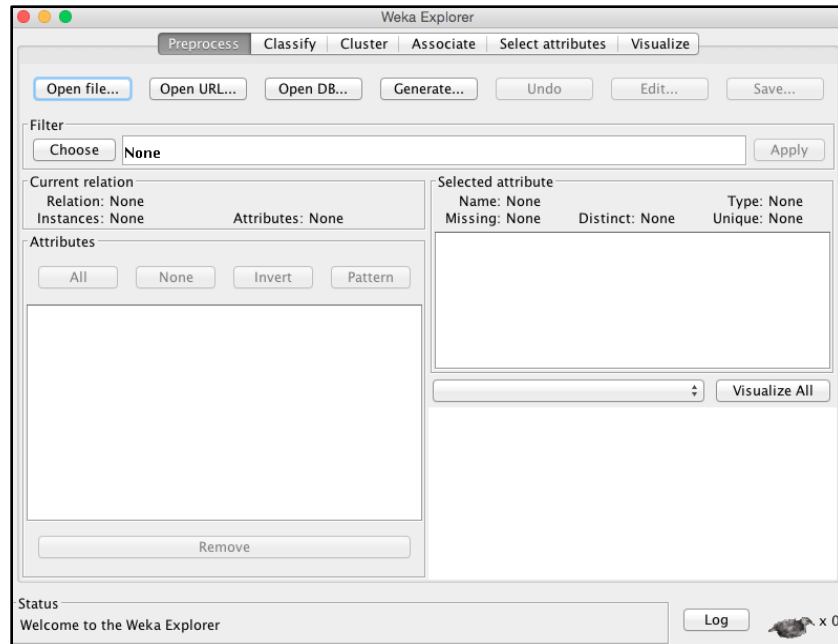 Weka Explorer
Preprocess Classify Cluster Associate Select attributes Visualize
Open file... Open URL... Open DB... Generate... Undo Edit... Save...
Filter
Choose None Apply
Current relation
Relation: None
Instances: None Attributes: None
Attributes
All None Invert Pattern
Remove
Selected attribute
Name: None Type: None
Missing: None Distinct: None Unique: None
Visualize All
Status
Welcome to the Weka Explorer
Log x 0